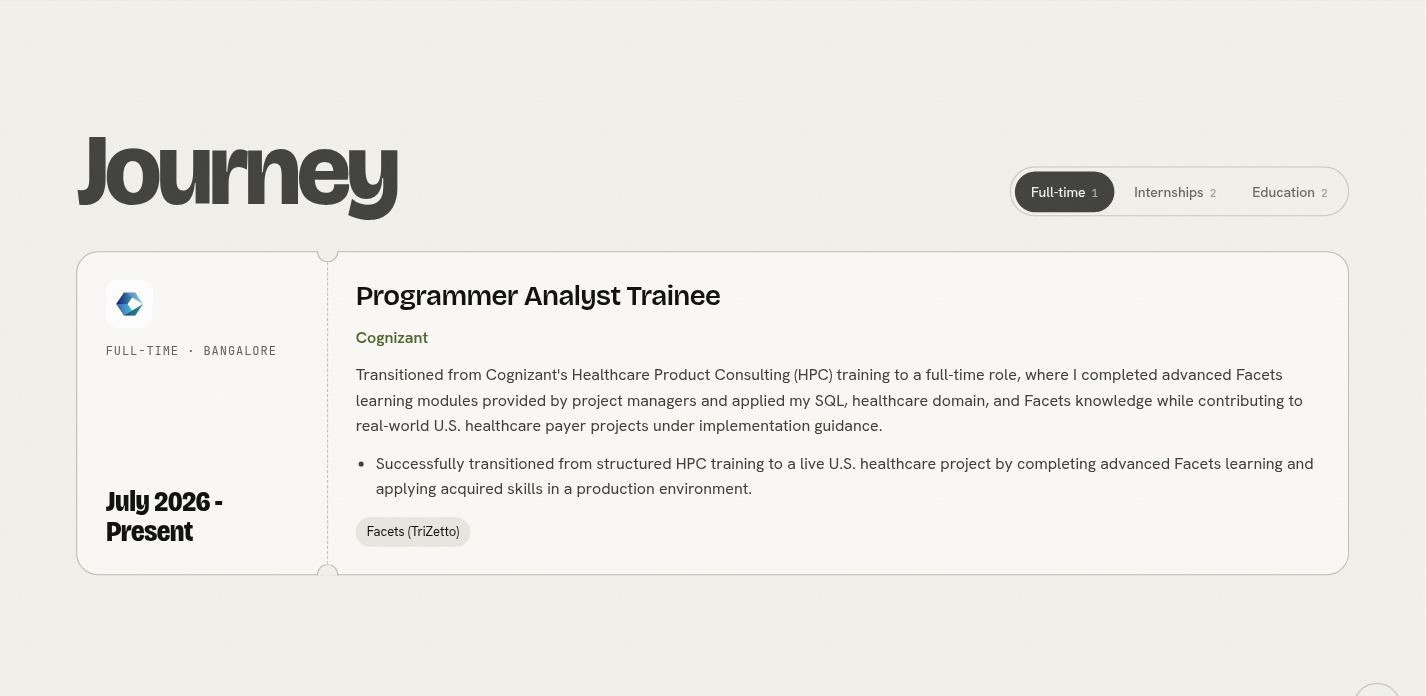 Journey
Full-time 1 Internships 2 Education 2
FULL-TIME · BANGALORE
July 2026 -
Present
Programmer Analyst Trainee
Cognizant
Transitioned from Cognizant's Healthcare Product Consulting (HPC) training to a full-time role, where I completed advanced Facets
learning modules provided by project managers and applied my SQL, healthcare domain, and Facets knowledge while contributing to
real-world U.S. healthcare payer projects under implementation guidance.
• Successfully transitioned from structured HPC training to a live U.S. healthcare project by completing advanced Facets learning and
applying acquired skills in a production environment.
Facets (TriZetto)